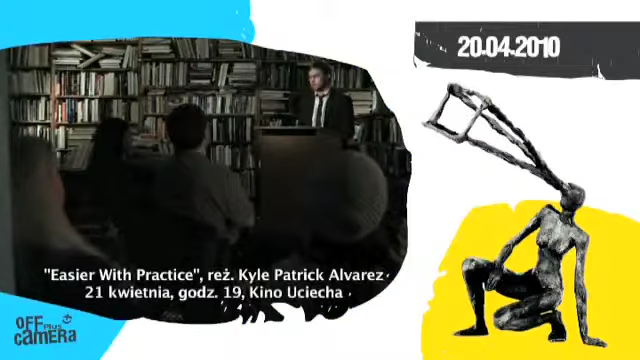 20.04.2010
"Easier With Practice", reż. Kyle Patrick Alvarez
21 kwietnia, godz. 19, Kino Uciecha
OFF
Plus
CAMERA